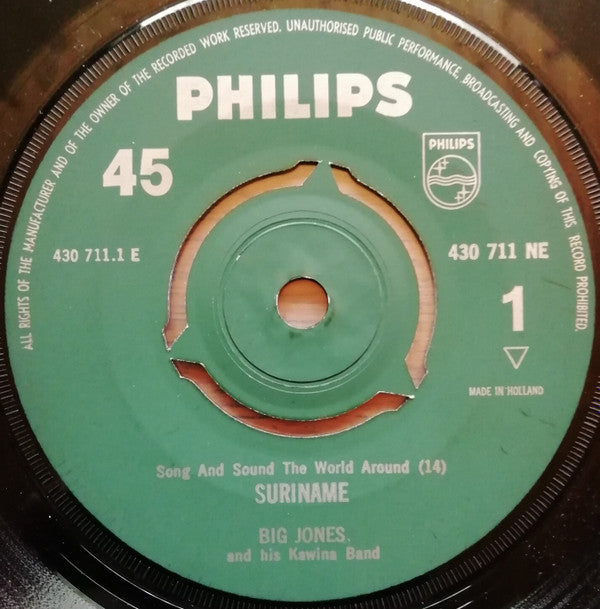 ALL RIGHTS OF THE MANUFACTURER AND OF THE OWNER OF THE RECORDED WORK RESERVED. UNAUTHORISED PUBLIC PERFORMANCE, BROADCASTING AND COPYING OF THIS RECORD PROHIBITED.
PHILIPS
45
PHILIPS
430 711.1 E
430 711 NE
1
MADE IN HOLLAND
Song And Sound The World Around (14)
SURINAME
BIG JONES
and his Kawina Band